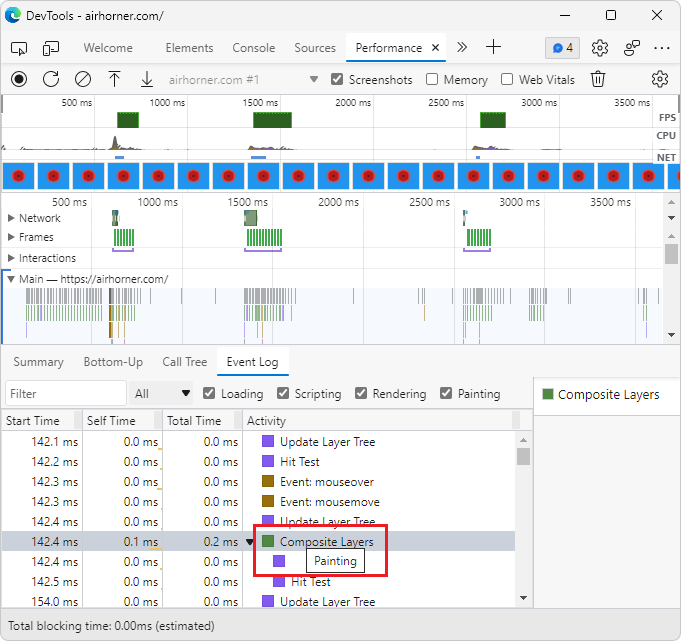 DevTools - airhorner.com/
Welcome Elements Console Sources Performance 4
airhorner.com #1 Screenshots Memory Web Vitals
500 ms 1000 ms 1500 ms 2000 ms 2500 ms 3000 ms 3500 ms
FPS
CPU
NET
500 ms 1000 ms 1500 ms 2000 ms 2500 ms 3000 ms 3500 ms
Network
Frames
Interactions
Main — https://airhorner.com/
Summary Bottom-Up Call Tree Event Log
Filter All Loading Scripting Rendering Painting
Composite Layers
Start Time Self Time Total Time Activity
142.1 ms 0.0 ms 0.0 ms Update Layer Tree
142.2 ms 0.0 ms 0.0 ms Hit Test
142.3 ms 0.0 ms 0.0 ms Event: mouseover
142.3 ms 0.0 ms 0.0 ms Event: mousemove
142.4 ms 0.0 ms 0.0 ms Update Layer Tree
142.4 ms 0.1 ms 0.2 ms Composite Layers
142.4 ms 0.0 ms 0.0 ms Painting
142.5 ms 0.0 ms 0.0 ms Hit Test
154.0 ms 0.0 ms 0.0 ms Update Layer Tree
Total blocking time: 0.00ms (estimated)